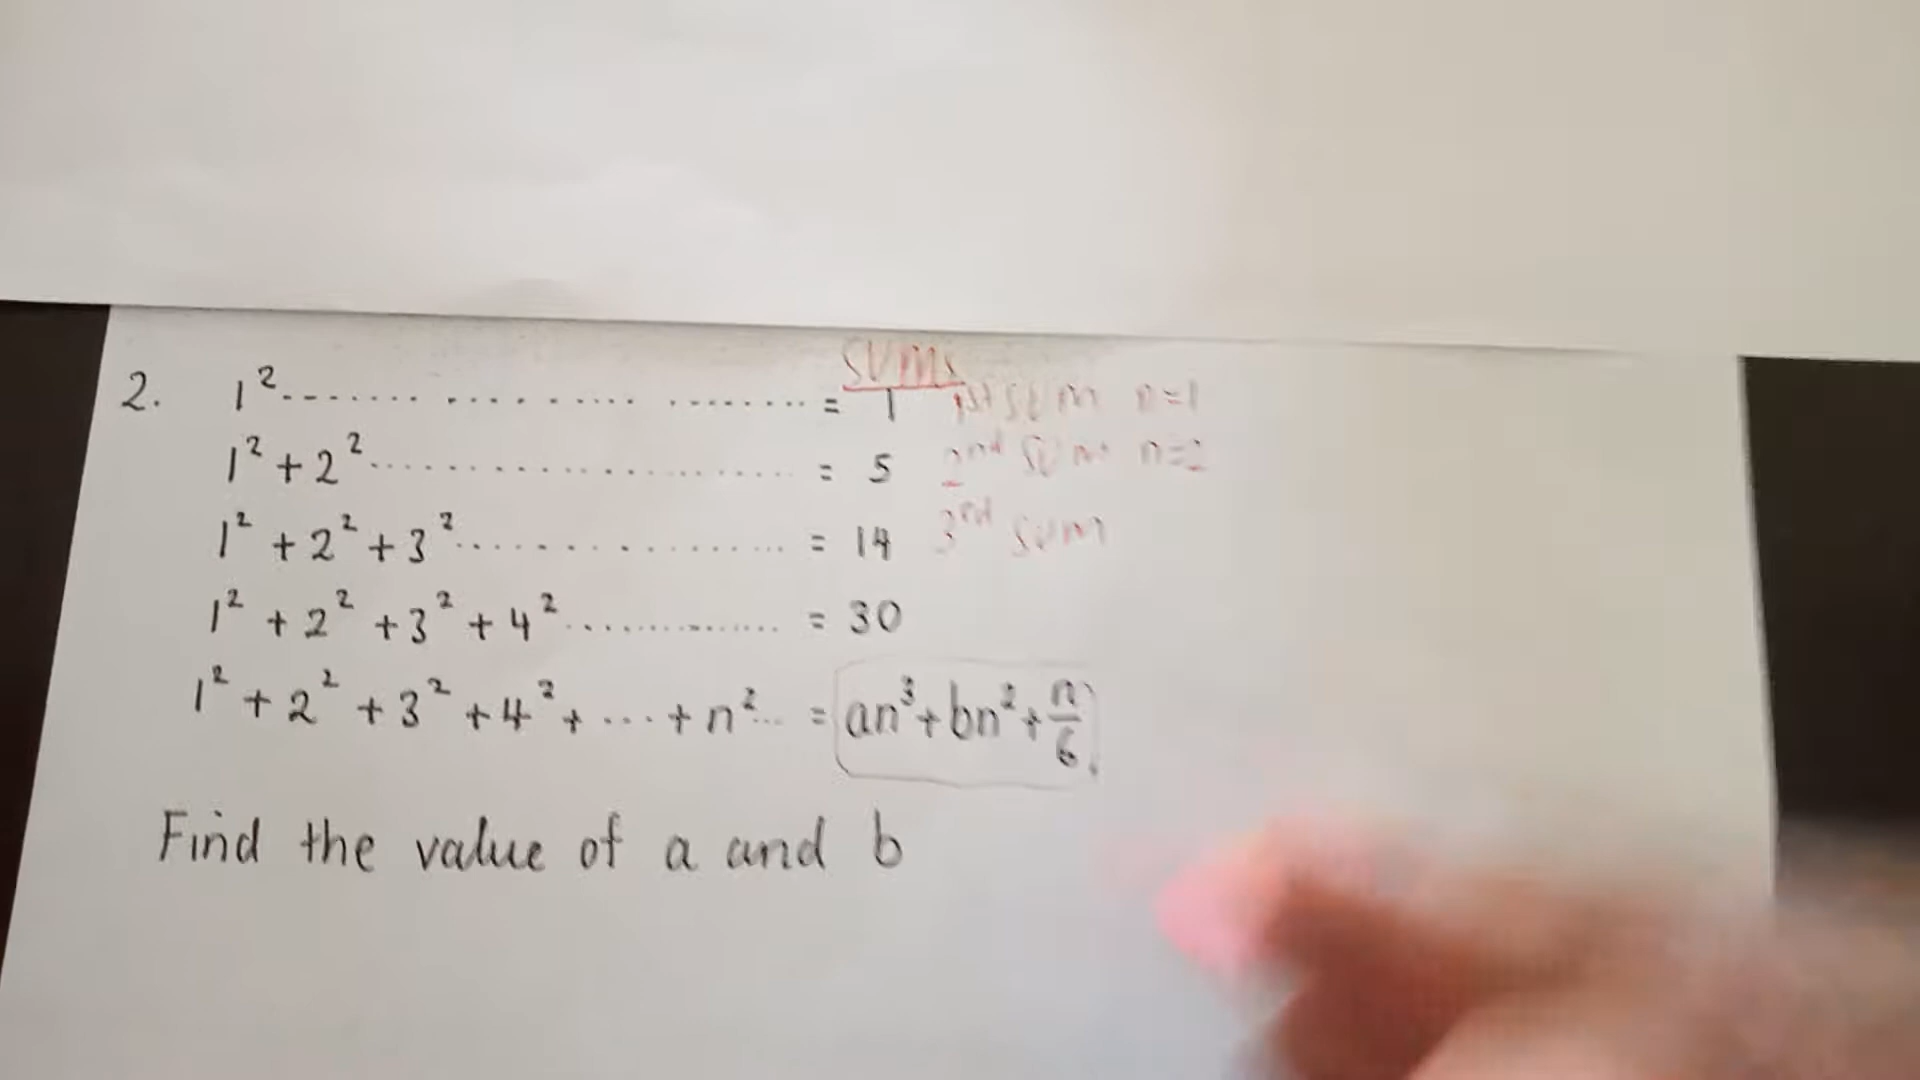 sums
2. 1²..................... = 1 1st sum n=1
1² + 2²..................... = 5 2nd sum n=2
1² + 2² + 3²..................... = 14 3rd sum
1² + 2² + 3² + 4²............... = 30
1² + 2² + 3² + 4² + ... + n²... = an³ + bn² + n/6.
Find the value of a and b